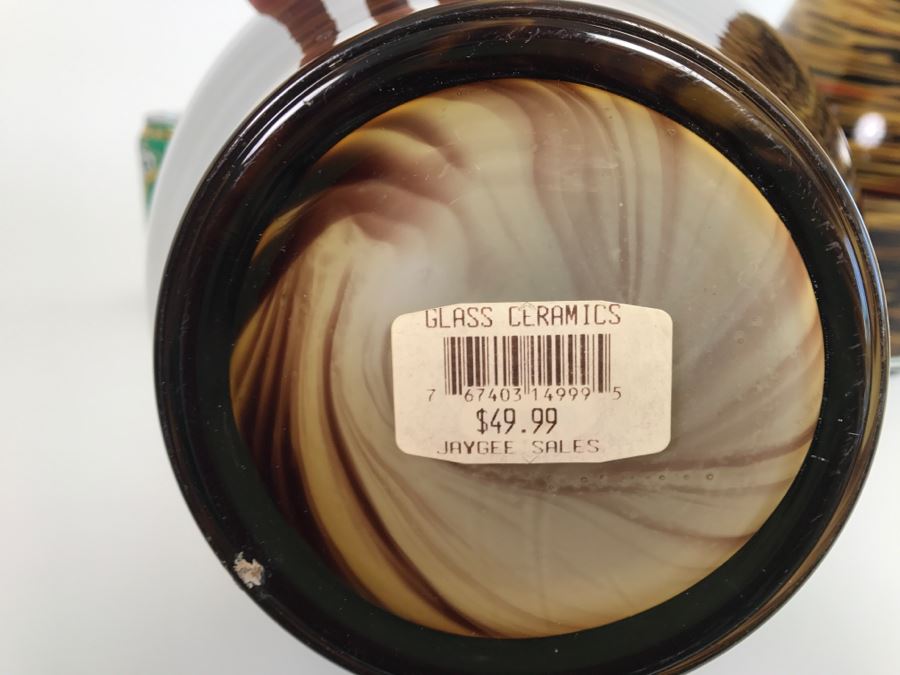 GLASS CERAMICS
7 67403 14999 5
$49.99
JAYGEE SALES